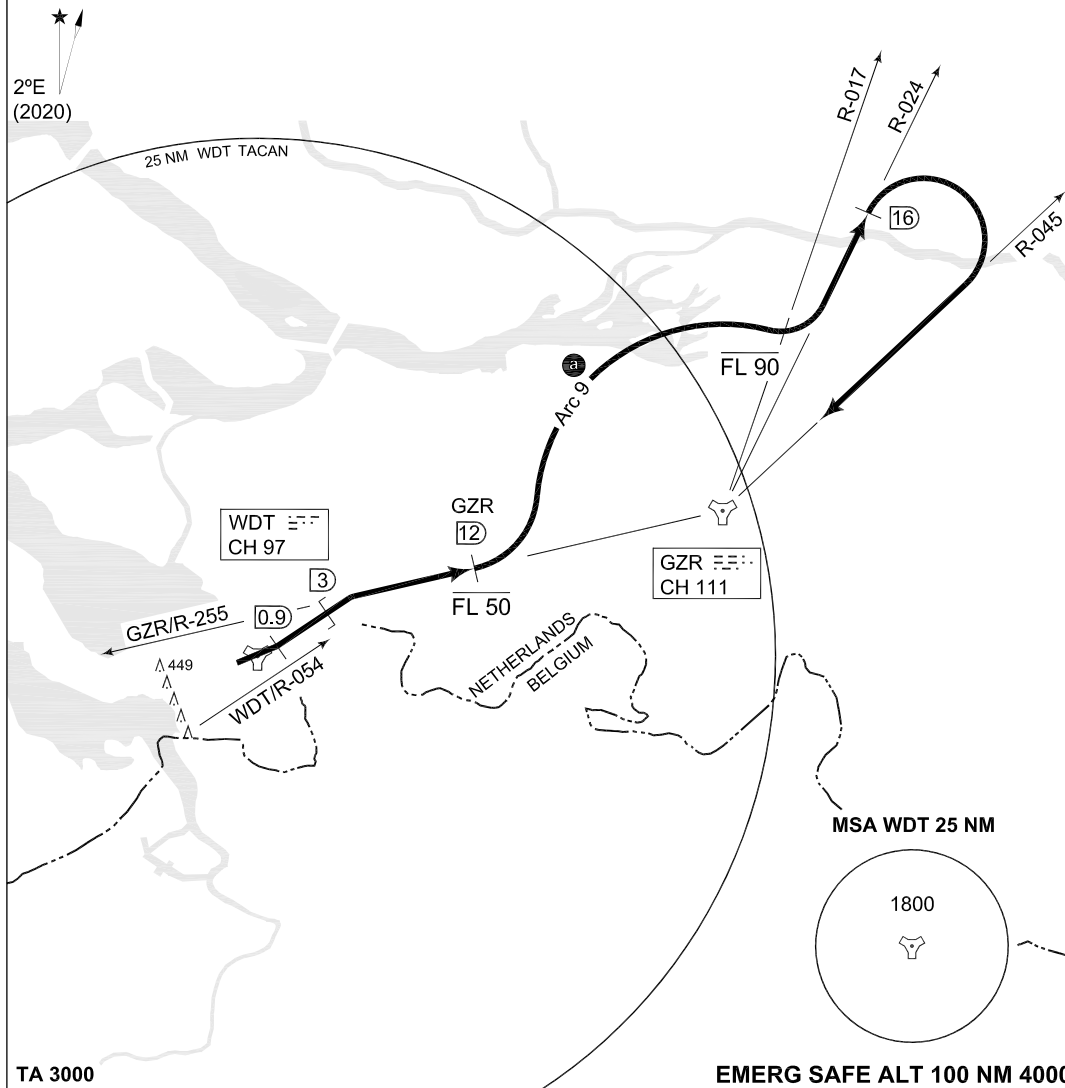 2ºE
(2020)
25 NM WDT TACAN
R-017
R-024
16
R-045
a
FL 90
Arc 9
GZR
12
WDT
CH 97
GZR
CH 111
3
FL 50
GZR/R-255
0.9
449
WDT/R-054
NETHERLANDS
BELGIUM
MSA WDT 25 NM
1800
TA 3000
EMERG SAFE ALT 100 NM 4000